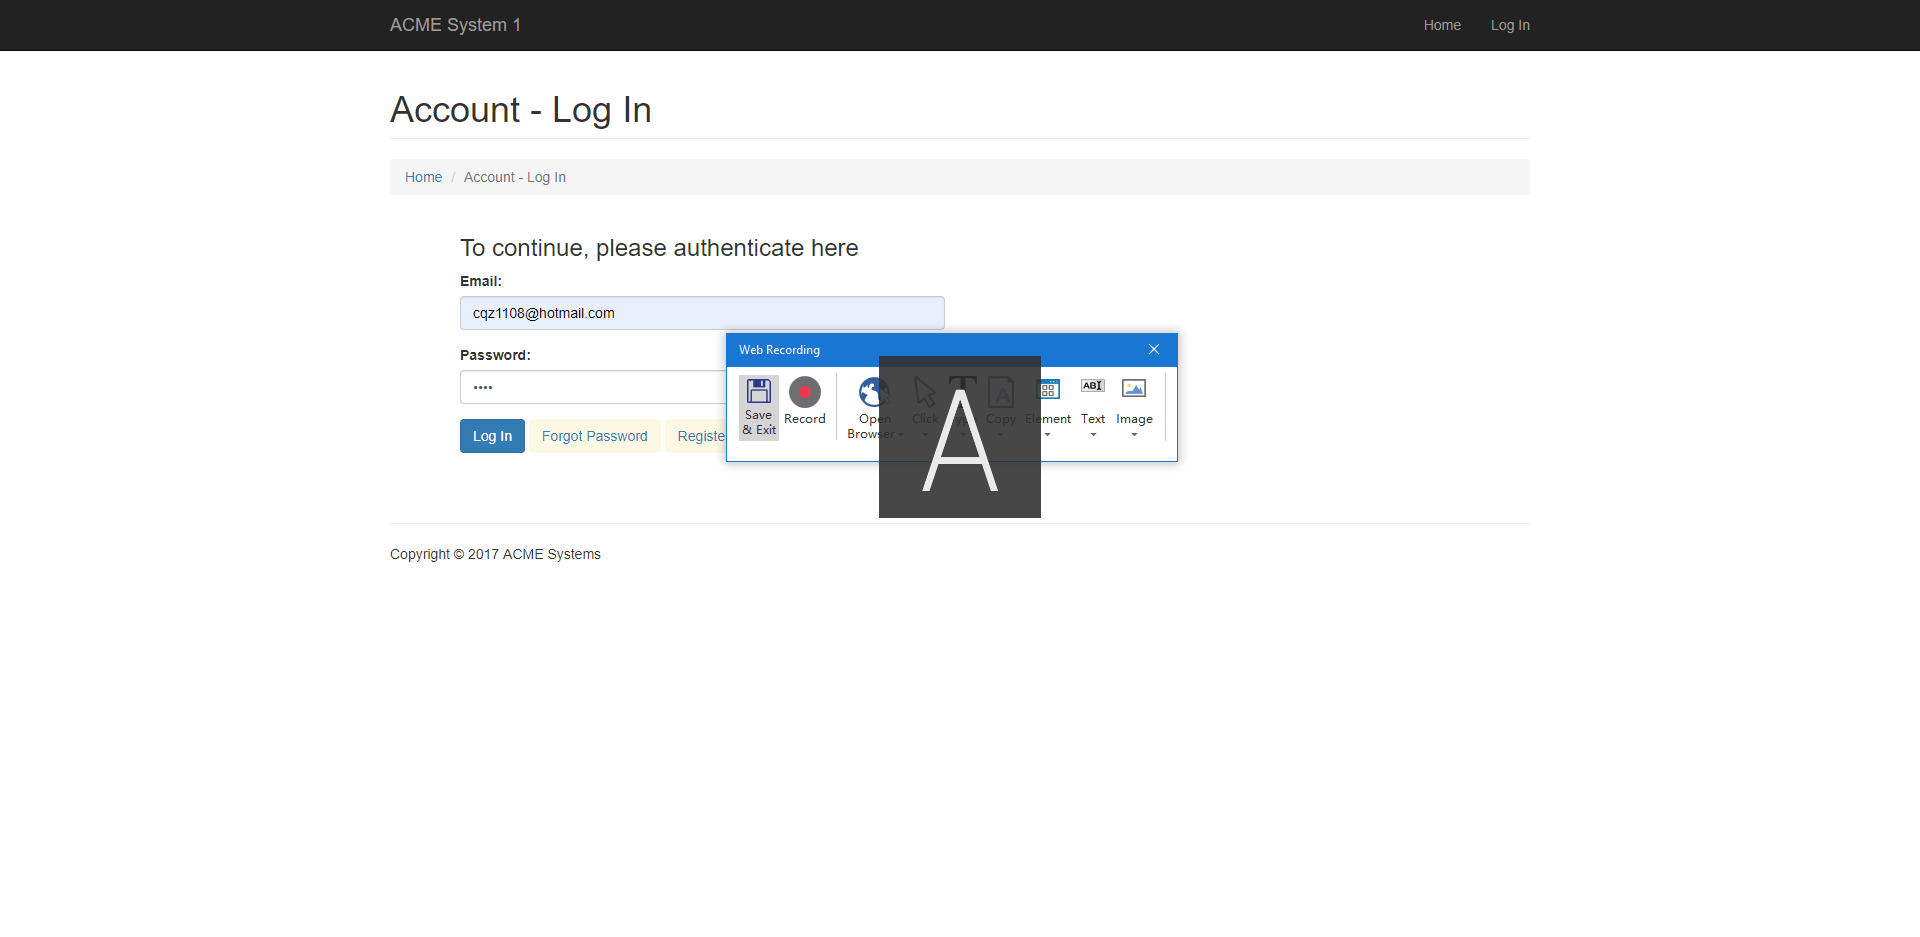 ACME System 1
Home
Log In
Account - Log In
Home / Account - Log In
To continue, please authenticate here
Email:
cqz1108@hotmail.com
Password:
••••
Log In
Forgot Password
Web Recording
Save
& Exit
Record
Open
Browser
Click
Copy
Element
Text
Image
ABI
A
Copyright © 2017 ACME Systems